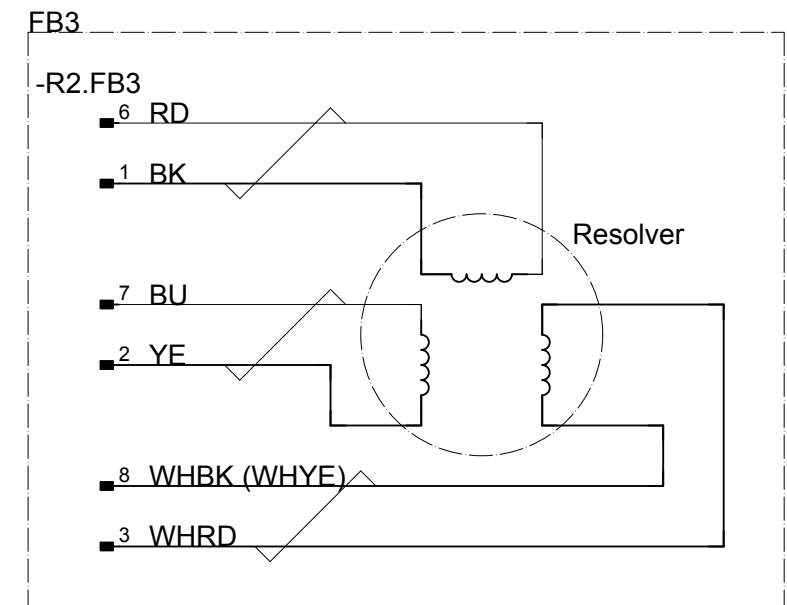 FB3
-R2.FB3
6 RD
1 BK
Resolver
7 BU
2 YE
8 WHBK (WHYE)
3 WHRD